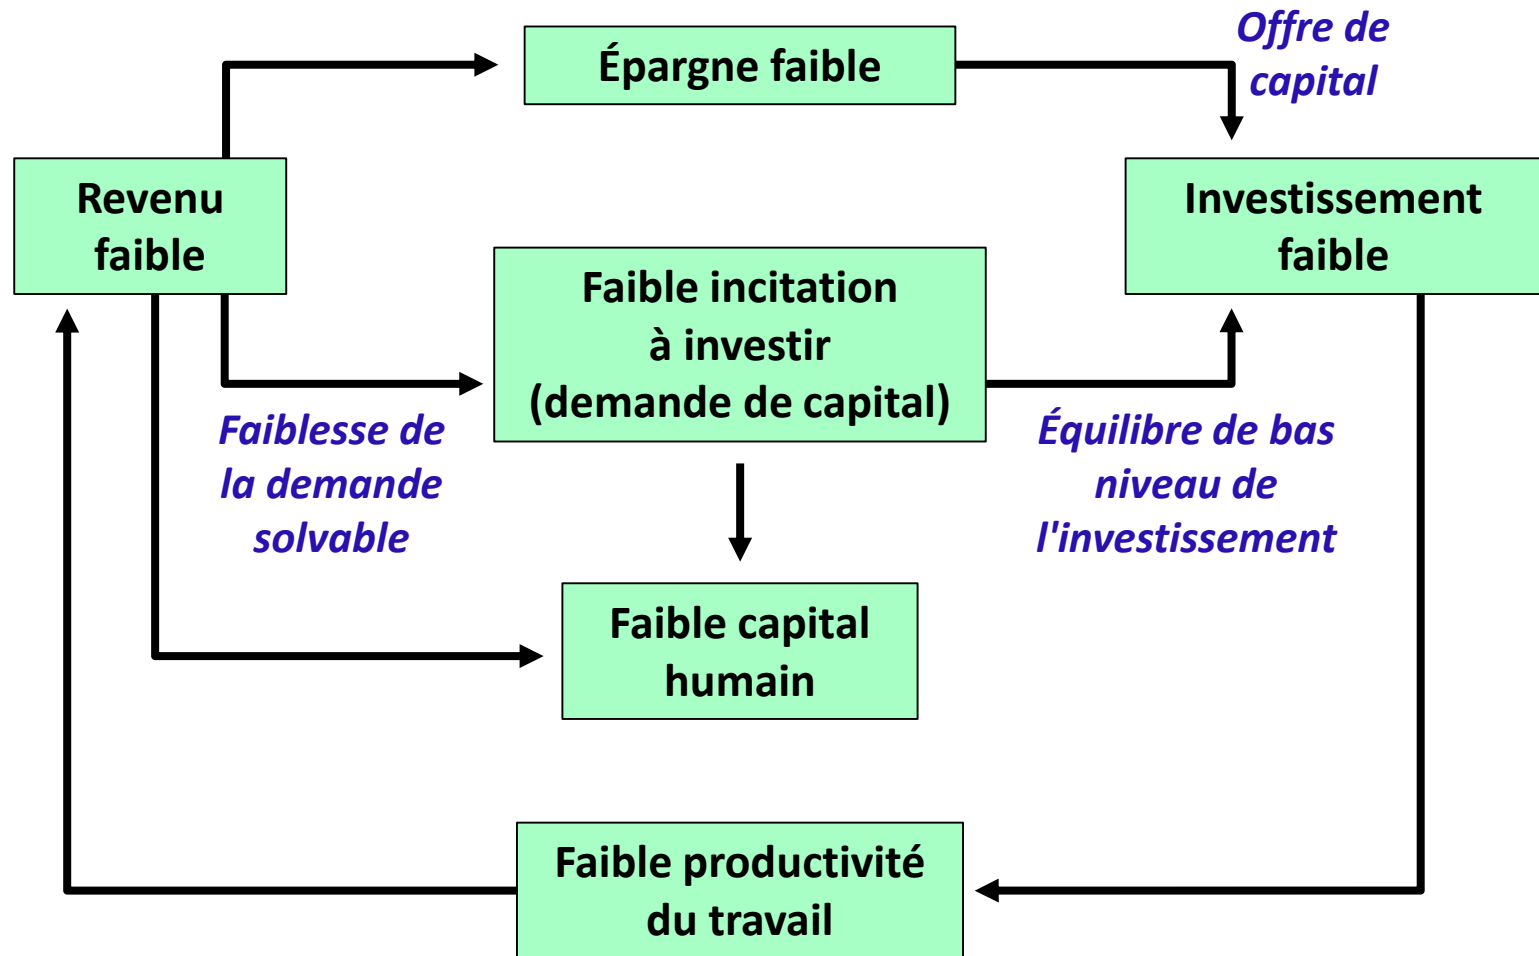 Offre de
capital
Épargne faible
Revenu
faible
Investissement
faible
Faible incitation
à investir
(demande de capital)
Faiblesse de
la demande
solvable
Équilibre de bas
niveau de
l'investissement
Faible capital
humain
Faible productivité
du travail